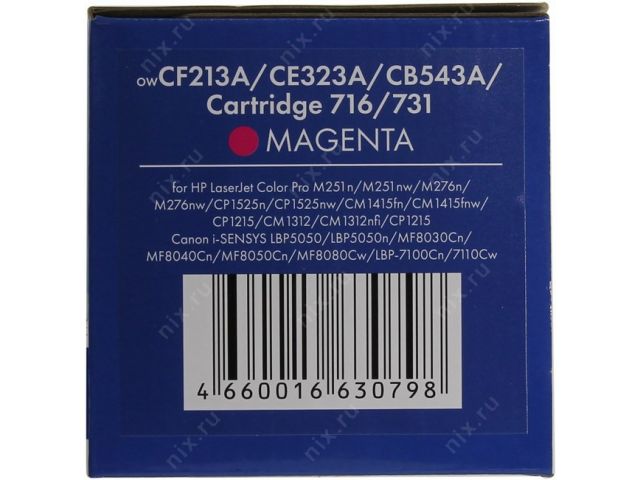 owCF213A/CE323A/CB543A/
Cartridge 716/731
MAGENTA
for HP LaserJet Color Pro M251n/M251nw/M276n/
M276nw/CP1525n/CP1525nw/CM1415fn/CM1415fnw/
CP1215/CM1312/CM1312nfi/CP1215
Canon i-SENSYS LBP5050/LBP5050n/MF8030Cn/
MF8040Cn/MF8050Cn/MF8080Cw/LBP-7100Cn/7110Cw
4 660016 630798
nix.ru